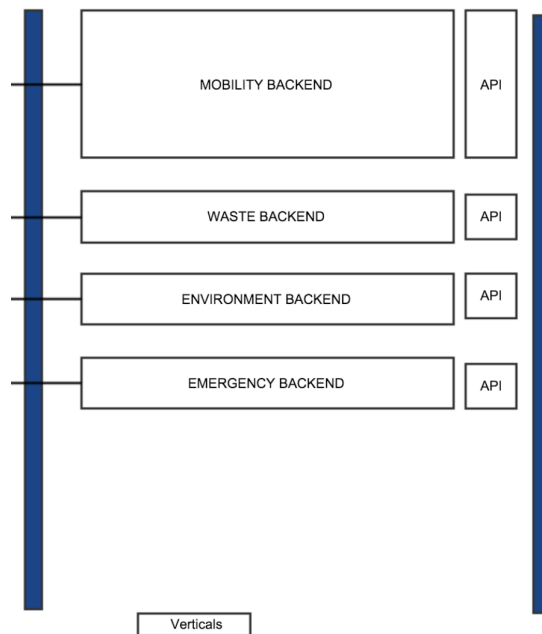 MOBILITY BACKEND
API
WASTE BACKEND
API
ENVIRONMENT BACKEND
API
EMERGENCY BACKEND
API
Verticals